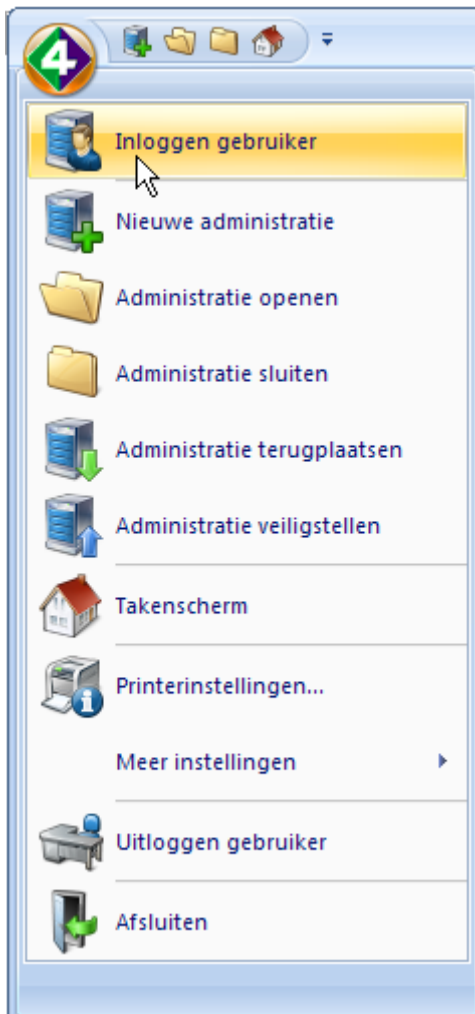 4
Inloggen gebruiker
Nieuwe administratie
Administratie openen
Administratie sluiten
Administratie terugplaatsen
Administratie veiligstellen
Takenscherm
Printerinstellingen...
Meer instellingen
Uitloggen gebruiker
Afsluiten